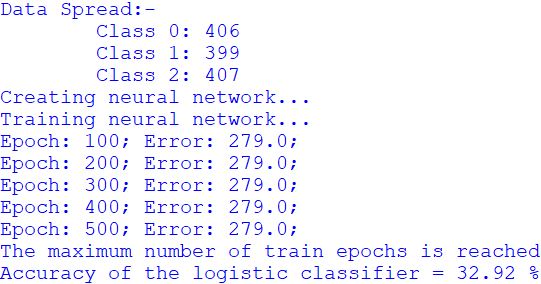 Data Spread:-
Class 0: 406
Class 1: 399
Class 2: 407
Creating neural network...
Training neural network...
Epoch: 100; Error: 279.0;
Epoch: 200; Error: 279.0;
Epoch: 300; Error: 279.0;
Epoch: 400; Error: 279.0;
Epoch: 500; Error: 279.0;
The maximum number of train epochs is reached
Accuracy of the logistic classifier = 32.92 %